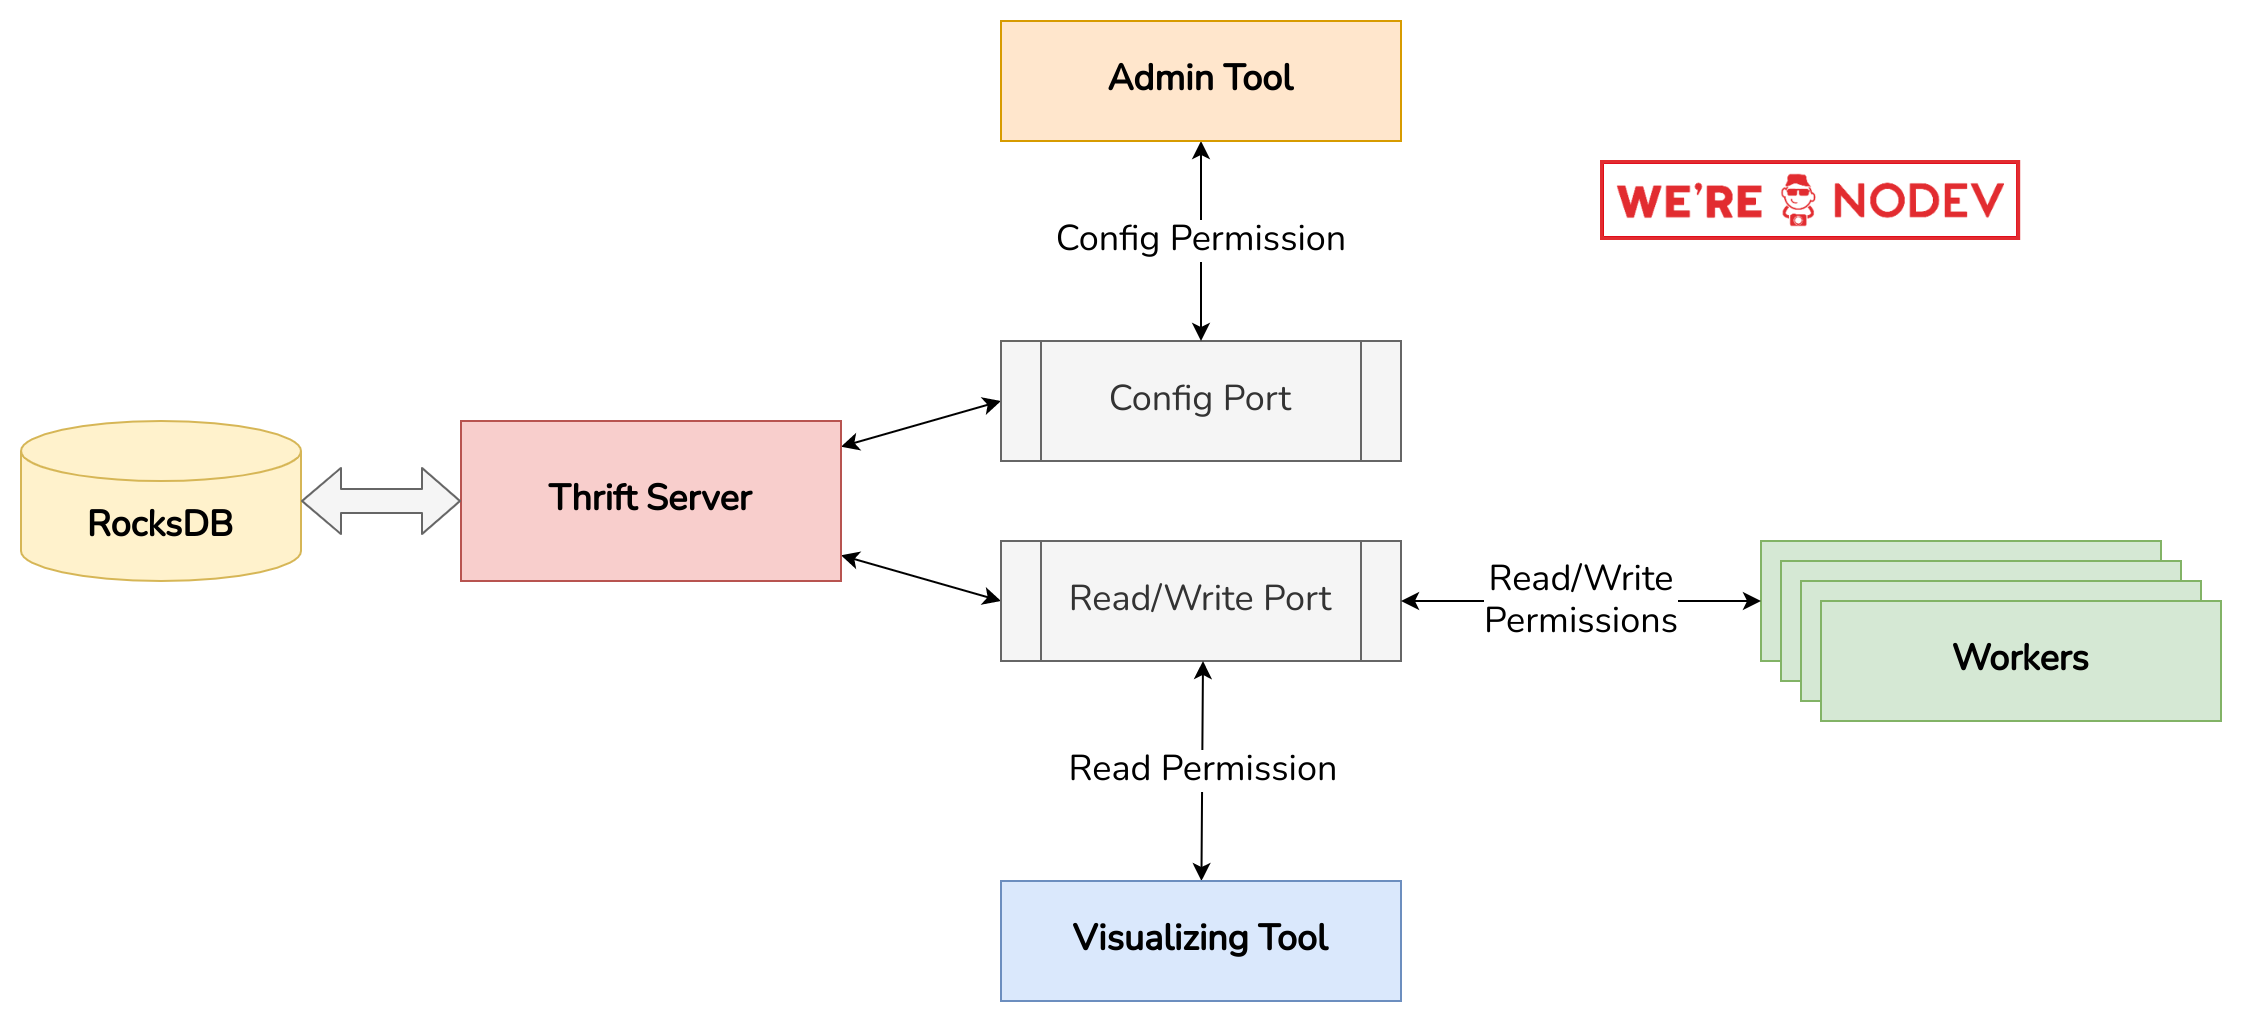 Admin Tool
WE'RE NODEV
Config Permission
Config Port
RocksDB
Thrift Server
Read/Write Port
Read/Write
Permissions
Workers
Read Permission
Visualizing Tool